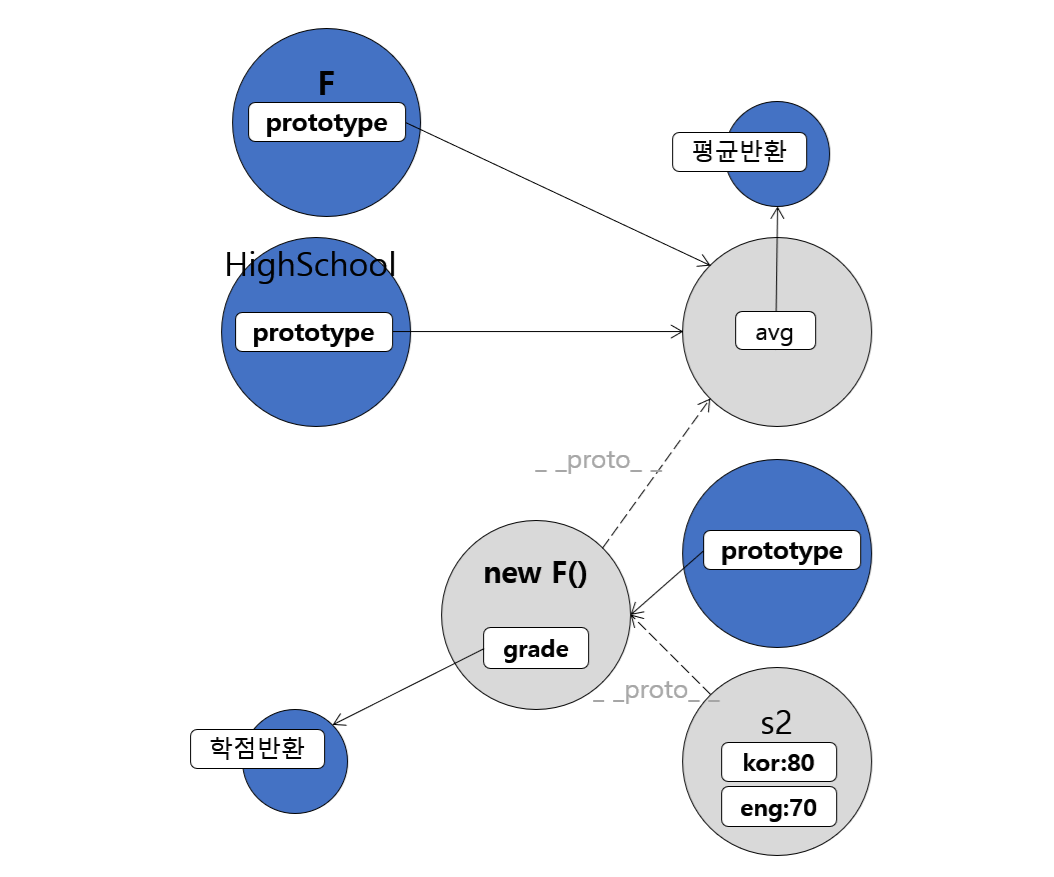 F
prototype
평균반환
HighSchool
prototype
avg
_ _proto_ _
prototype
new F()
grade
_ _proto_ _
학점반환
s2
kor:80
eng:70